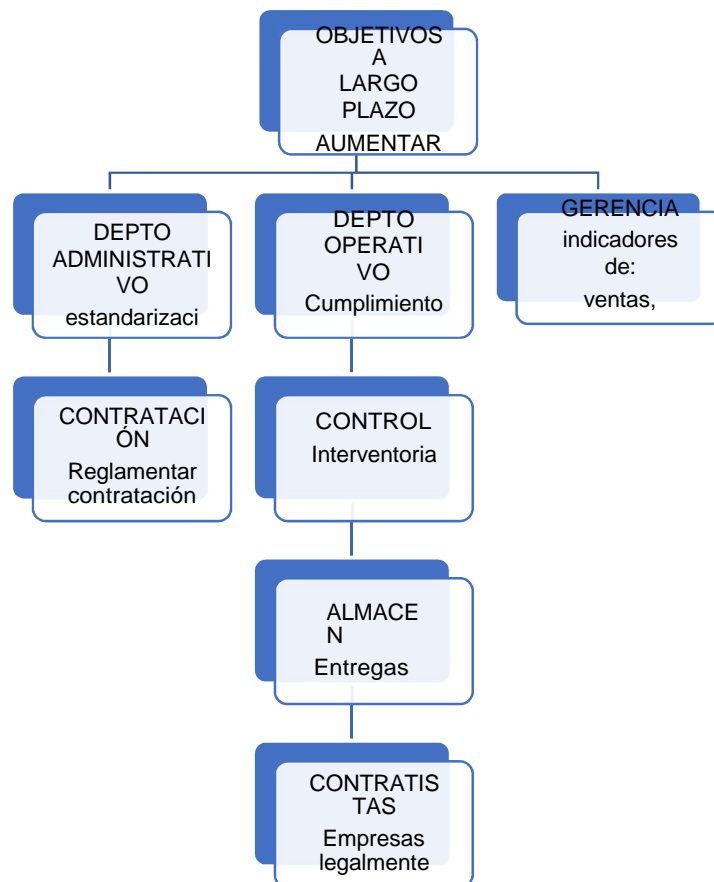 OBJETIVOS
A
LARGO
PLAZO
AUMENTAR
DEPTO
ADMINISTRATI
VO
estandarizaci
DEPTO
OPERATI
VO
Cumplimiento
GERENCIA
indicadores
de:
ventas,
CONTRATACI
ÓN
Reglamentar
contratación
CONTROL
Interventoria
ALMACE
N
Entregas
CONTRATIS
TAS
Empresas
legalmente